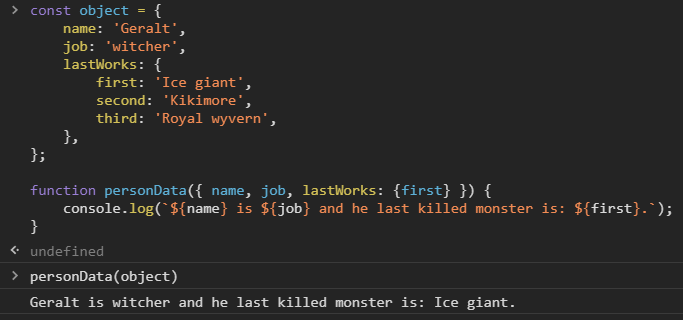 > const object = {
    name: 'Geralt',
    job: 'witcher',
    lastWorks: {
        first: 'Ice giant',
        second: 'Kikimore',
        third: 'Royal wyvern',
    },
};

function personData({ name, job, lastWorks: {first} }) {
    console.log(`${name} is ${job} and he last killed monster is: ${first}.`);
}
undefined
> personData(object)
Geralt is witcher and he last killed monster is: Ice giant.